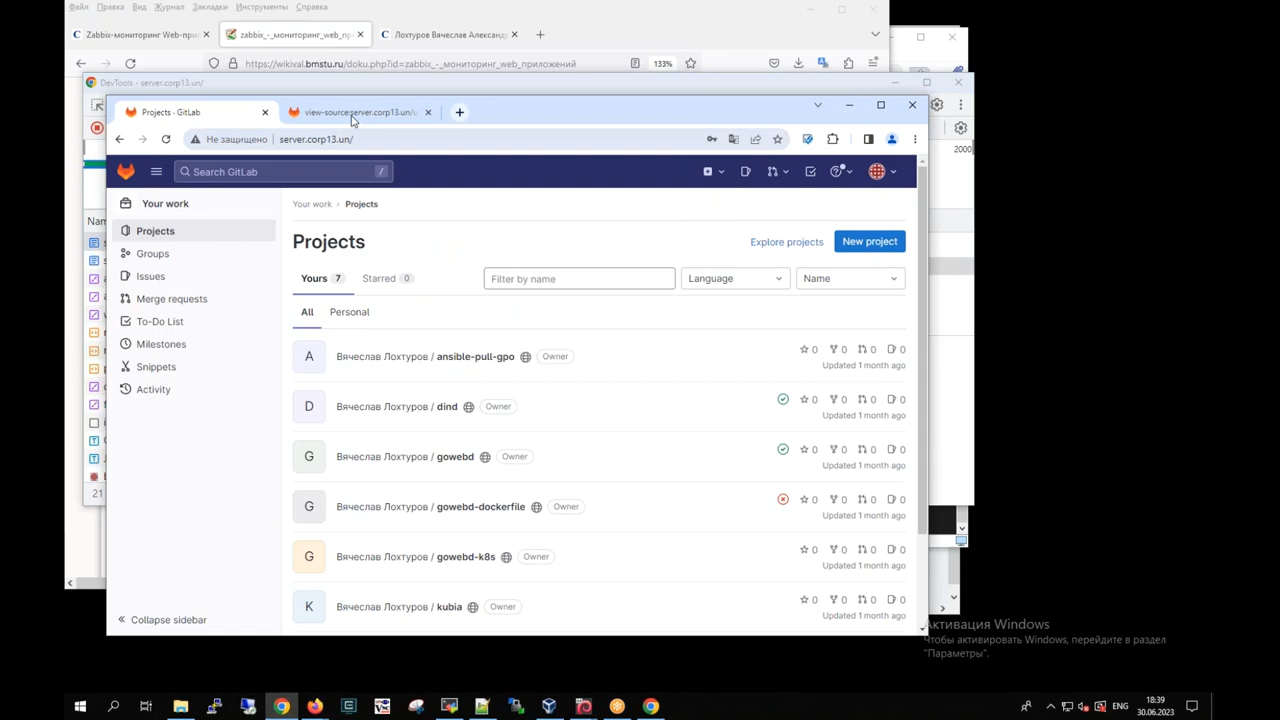 Файл Правка Вид Журнал Закладки Инструменты Справка
Zabbix-мониторинг Web-при
zabbix_-_мониторинг_web_пр
Лохтуров Вячеслав Александр
https://wikival.bmstu.ru/doku.php?id=zabbix_-_мониторинг_web_приложений
133%
DevTools - server.corp13.un/
Projects · GitLab
view-source:server.corp13.un/u
Не защищено
server.corp13.un/
2000
Search GitLab
/
Your work
Projects
Groups
Issues
Merge requests
To-Do List
Milestones
Snippets
Activity
Collapse sidebar
Nam
21
Your work › Projects
Projects
Explore projects
New project
Yours 7
Starred 0
Filter by name
Language
Name
All
Personal
A
Вячеслав Лохтуров / ansible-pull-gpo
Owner
0 0 0 0
Updated 1 month ago
D
Вячеслав Лохтуров / dind
Owner
0 0 0 0
Updated 1 month ago
G
Вячеслав Лохтуров / gowebd
Owner
0 0 0 0
Updated 1 month ago
G
Вячеслав Лохтуров / gowebd-dockerfile
Owner
0 0 0 0
Updated 1 month ago
G
Вячеслав Лохтуров / gowebd-k8s
Owner
0 0 0 0
Updated 1 month ago
K
Вячеслав Лохтуров / kubia
Owner
0 0 0 0
Updated 1 month ago
Активация Windows
Чтобы активировать Windows, перейдите в раздел
"Параметры".
ENG
18:39
30.06.2023